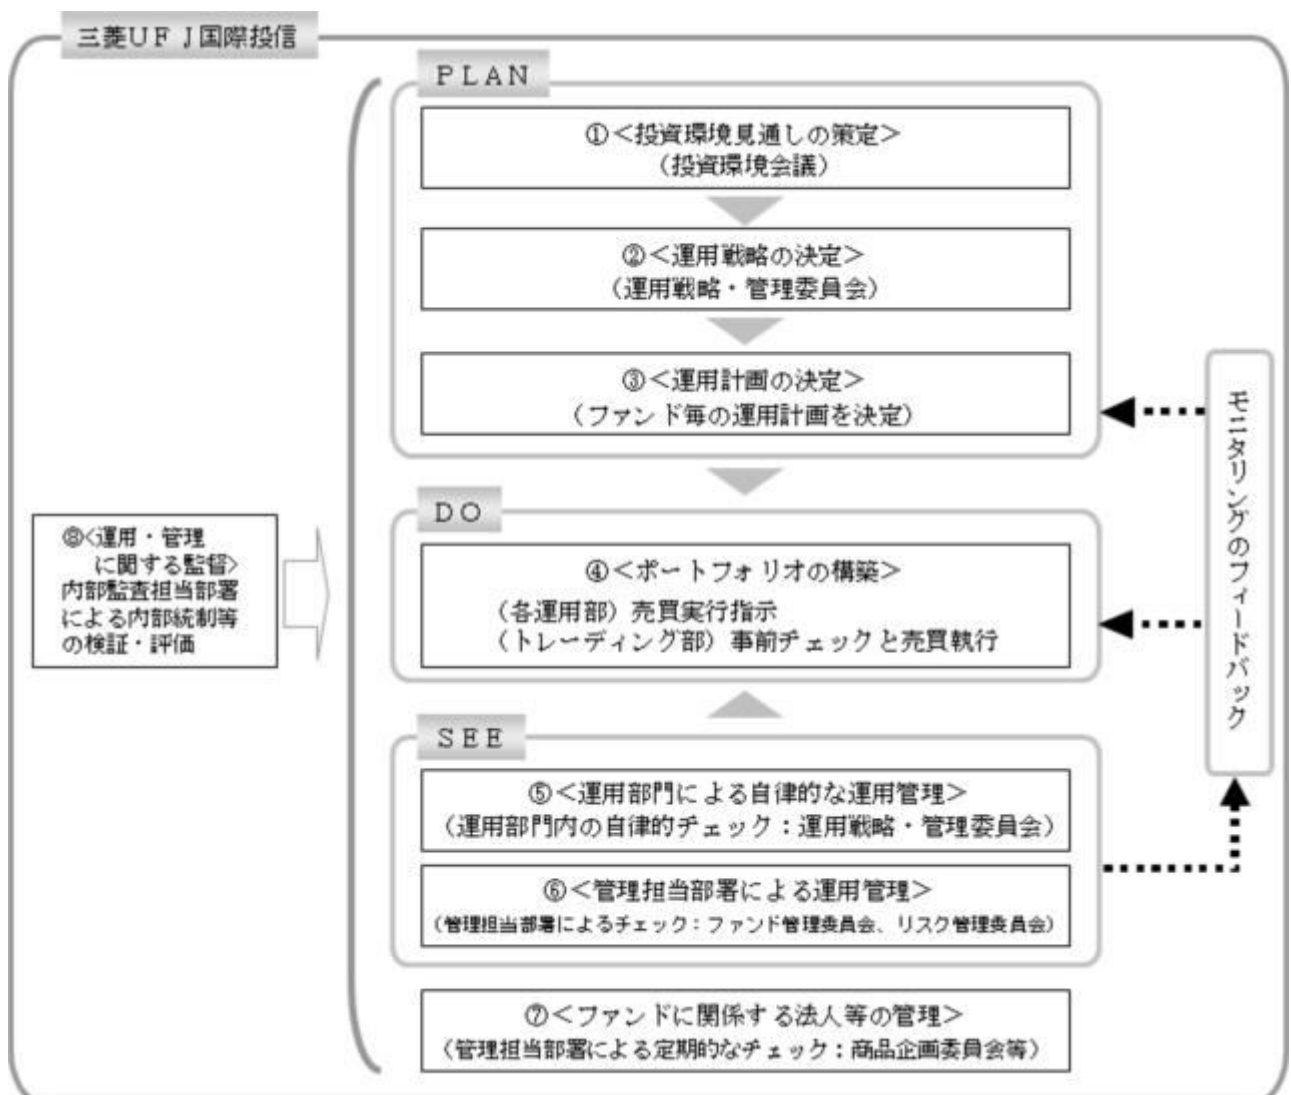 三菱ＵＦＪ国際投信
ＰＬＡＮ
①＜投資環境見通しの策定＞
（投資環境会議）
②＜運用戦略の決定＞
（運用戦略・管理委員会）
③＜運用計画の決定＞
（ファンド毎の運用計画を決定）
ＤＯ
④＜ポートフォリオの構築＞
（各運用部）売買実行指示
（トレーディング部）事前チェックと売買執行
ＳＥＥ
⑤＜運用部門による自律的な運用管理＞
（運用部門内の自律的チェック：運用戦略・管理委員会）
⑥＜管理担当部署による運用管理＞
（管理担当部署によるチェック：ファンド管理委員会、リスク管理委員会）
⑦＜ファンドに関係する法人等の管理＞
（管理担当部署による定期的なチェック：商品企画委員会等）
⑧＜運用・管理
に関する監督＞
内部監査担当部署
による内部統制等
の検証・評価
モニタリングのフィードバック